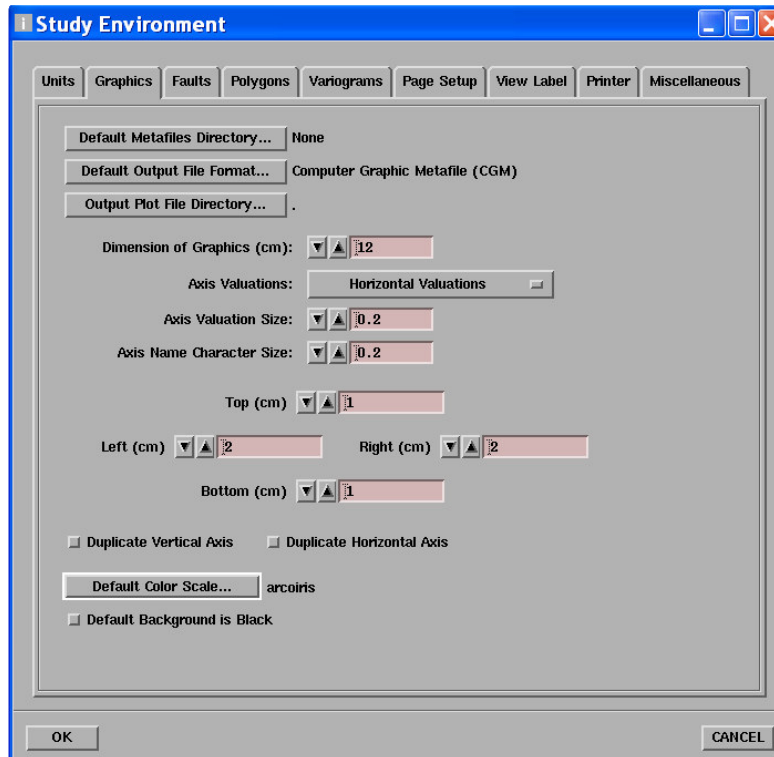 Study Environment
Units Graphics Faults Polygons Variograms Page Setup View Label Printer Miscellaneous
Default Metafiles Directory... None
Default Output File Format... Computer Graphic Metafile (CGM)
Output Plot File Directory... .
Dimension of Graphics (cm): 12
Axis Valuations: Horizontal Valuations
Axis Valuation Size: 0.2
Axis Name Character Size: 0.2
Top (cm) 1
Left (cm) 2 Right (cm) 2
Bottom (cm) 1
Duplicate Vertical Axis Duplicate Horizontal Axis
Default Color Scale... arcoiris
Default Background is Black
OK CANCEL